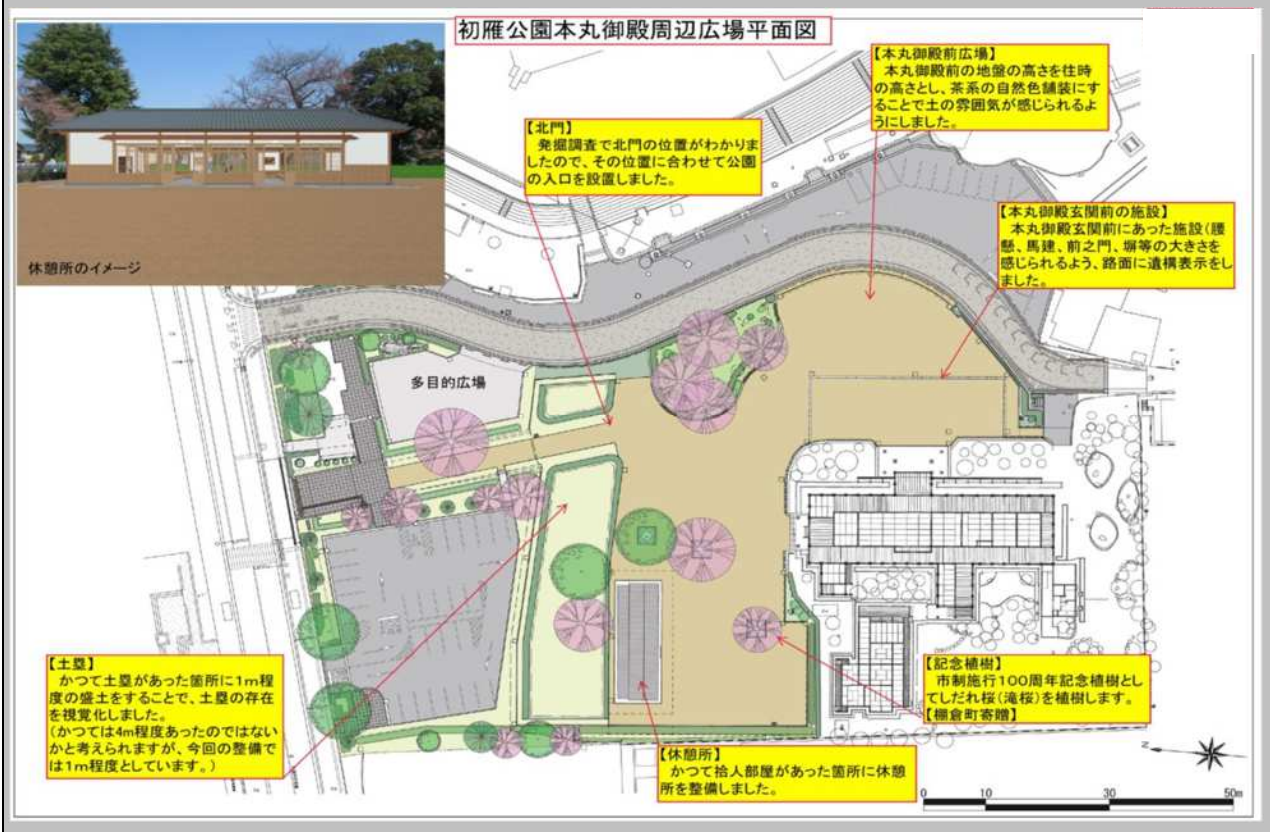 初雁公園本丸御殿周辺広場平面図
休憩所のイメージ
【本丸御殿前広場】
本丸御殿前の地盤の高さを往時
の高さとし、茶系の自然色舗装にす
ることで土の雰囲気が感じられるよ
うにしました。
【北門】
発掘調査で北門の位置がわかりま
したので、その位置に合わせて公園
の入口を設置しました。
【本丸御殿玄関前の施設】
本丸御殿玄関前にあった施設(腰
懸、馬建、前之門、塀等の大きさを
感じられるよう、路面に遺構表示をし
ました。
多目的広場
【土塁】
かつて土塁があった箇所に1m程
度の盛土をすることで、土塁の存在
を視覚化しました。
(かつては4m程度あったのではない
かと考えられますが、今回の整備で
は1m程度としています。)
【記念植樹】
市制施行100周年記念植樹とし
てしだれ桜(滝桜)を植樹します。
【棚倉町寄贈】
【休憩所】
かつて拾人部屋があった箇所に休憩
所を整備しました。
N
0 10 30 50m